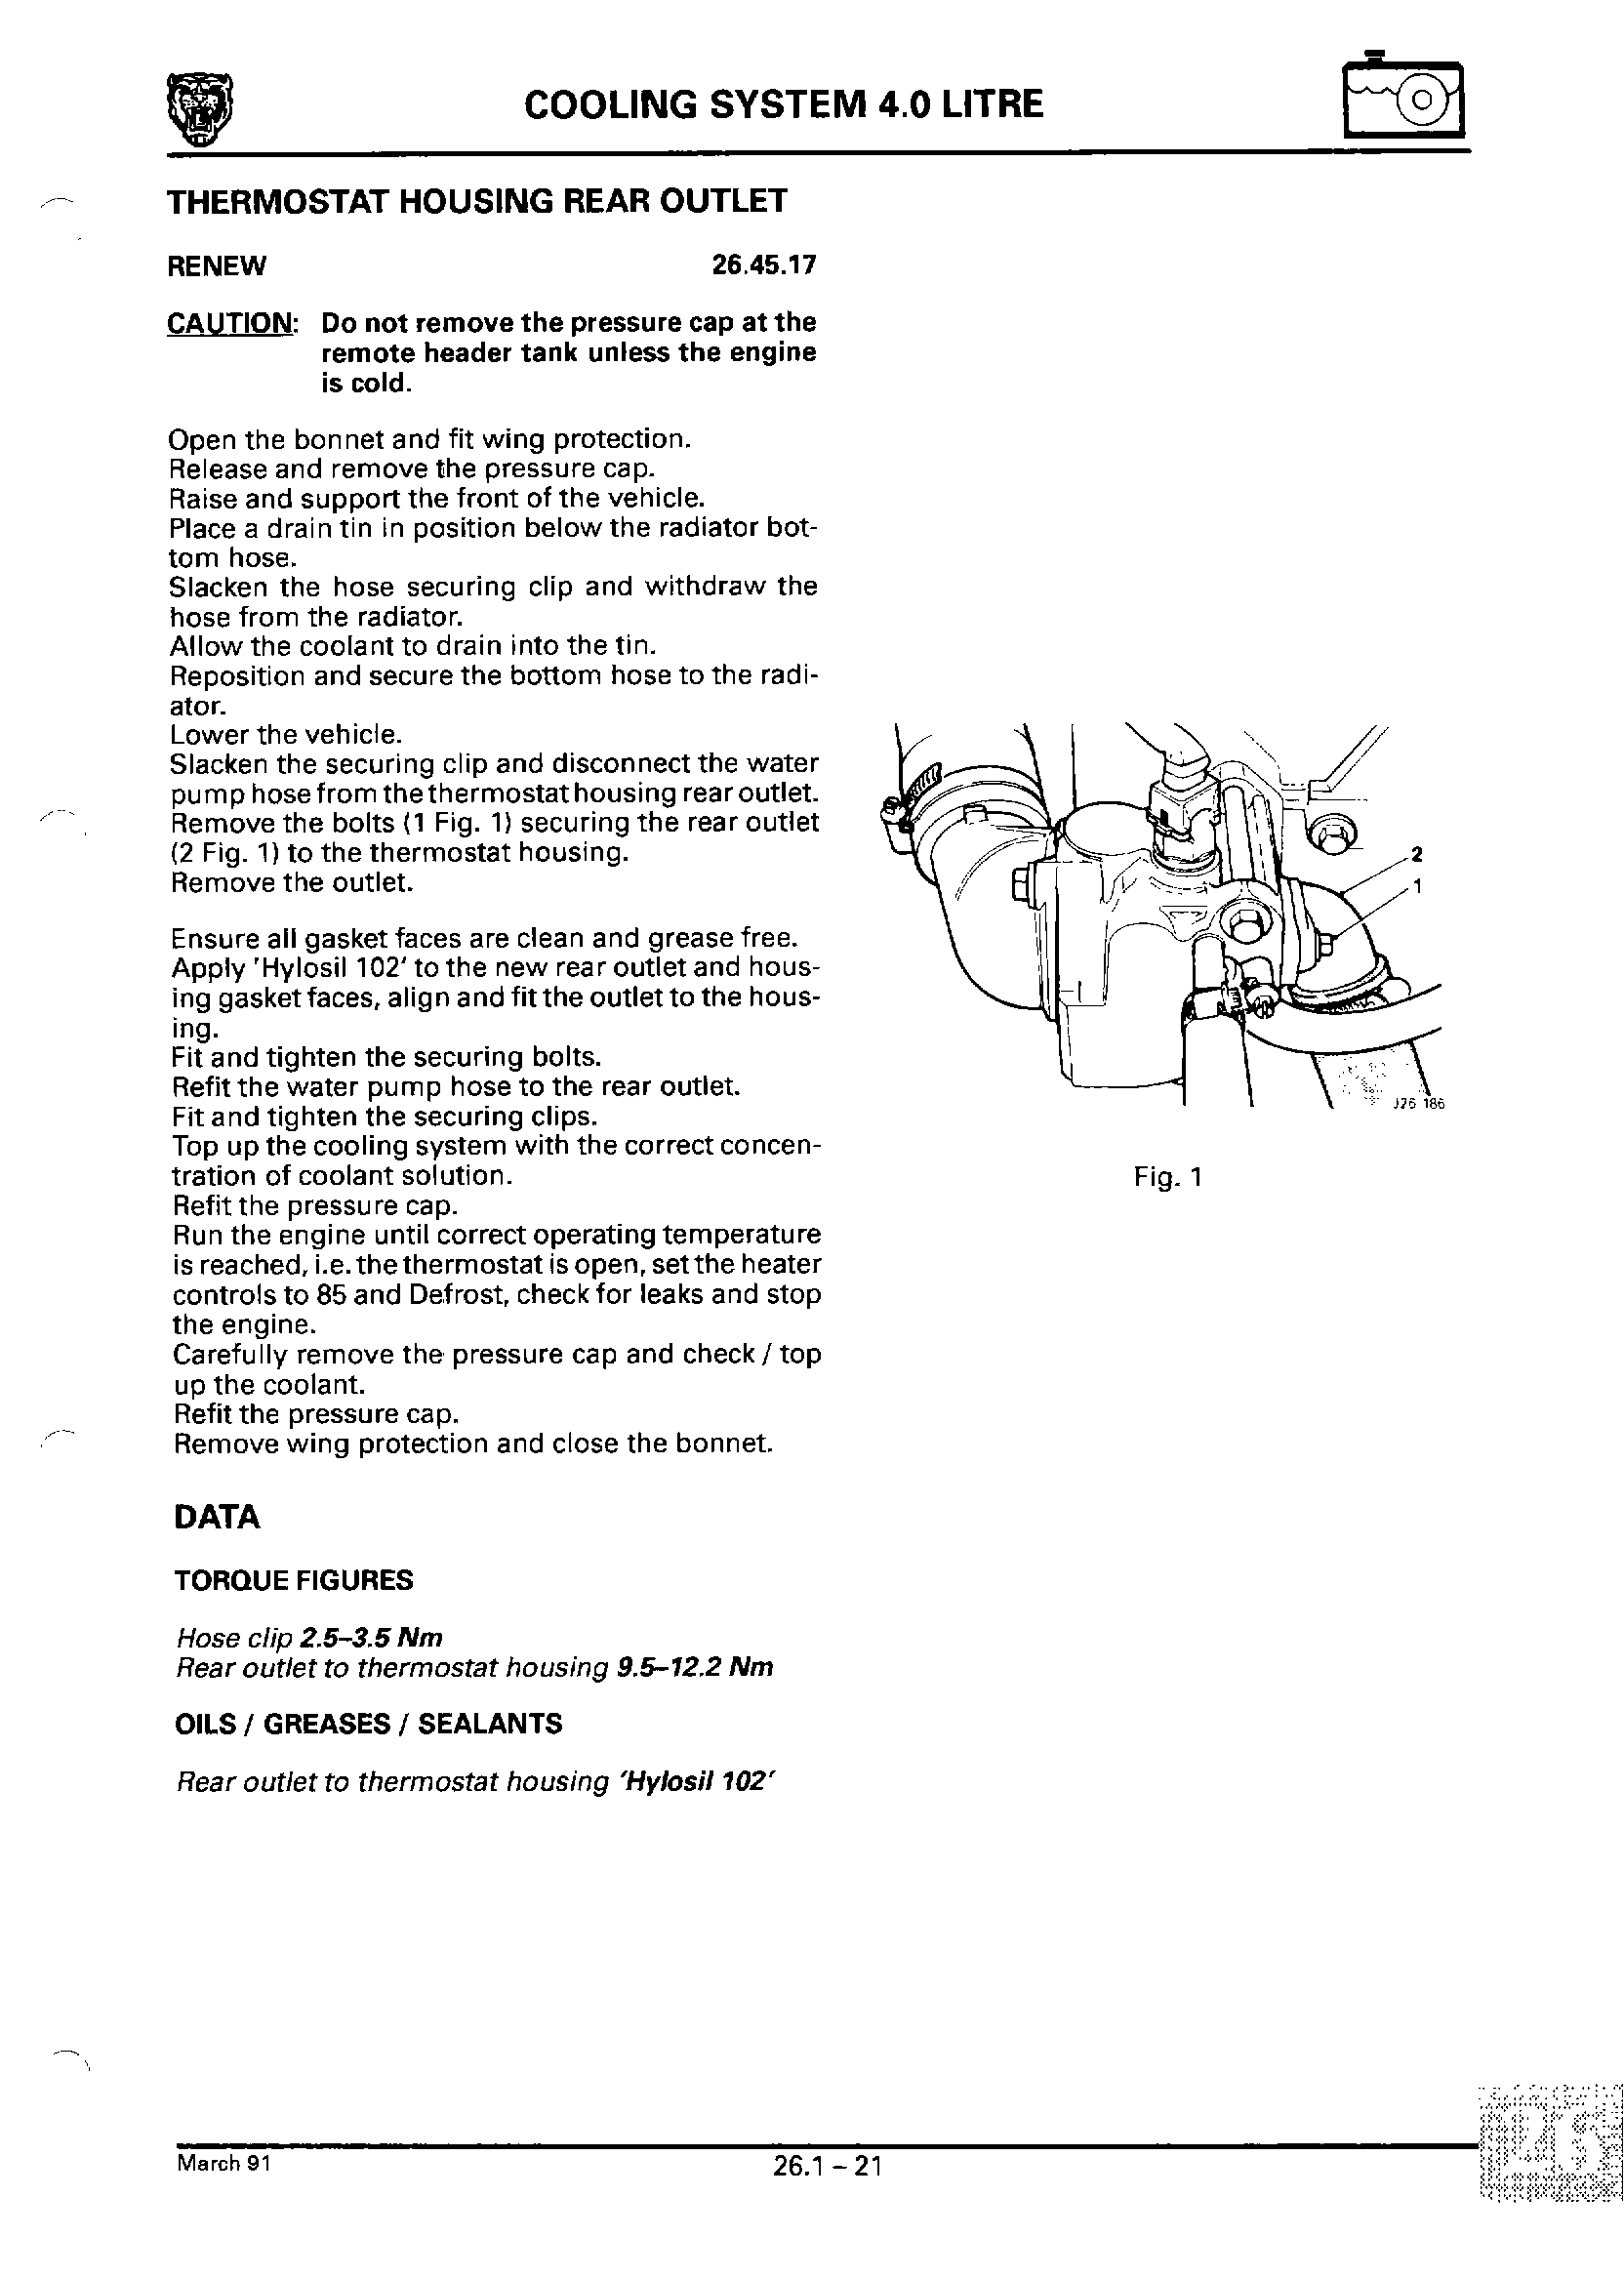 COOLING SYSTEM 4.0 LITRE
THERMOSTAT HOUSING REAR OUTLET
RENEW 26.45.17
CAUTION: Do not remove the pressure cap at the
remote header tank unless the engine
is cold.
Open the bonnet and fit wing protection.
Release and remove the pressure cap.
Raise and support the front of the vehicle.
Place a drain tin in position below the radiator bot-
tom hose.
Slacken the hose securing clip and withdraw the
hose from the radiator.
Allow the coolant to drain into the tin.
Reposition and secure the bottom hose to the radi-
ator.
Lower the vehicle.
Slacken the securing clip and disconnect the water
pump hose from the thermostat housing rear outlet.
Remove the bolts (1 Fig. 1) securing the rear outlet
(2 Fig. 1) to the thermostat housing.
Remove the outlet.
Ensure all gasket faces are clean and grease free.
Apply 'Hylosil 102' to the new rear outlet and hous-
ing gasket faces, align and fit the outlet to the hous-
ing.
Fit and tighten the securing bolts.
Refit the water pump hose to the rear outlet.
Fit and tighten the securing clips.
Top up the cooling system with the correct concen-
tration of coolant solution.
Refit the pressure cap.
Run the engine until correct operating temperature
is reached, i.e. the thermostat is open, set the heater
controls to 85 and Defrost, check for leaks and stop
the engine.
Carefully remove the pressure cap and check / top
up the coolant.
Refit the pressure cap.
Remove wing protection and close the bonnet.
DATA
TORQUE FIGURES
Hose clip 2.5–3.5 Nm
Rear outlet to thermostat housing 9.5–12.2 Nm
OILS / GREASES / SEALANTS
Rear outlet to thermostat housing 'Hylosil 102'
2
1
J26 186
Fig. 1
March 91
26.1 – 21
26